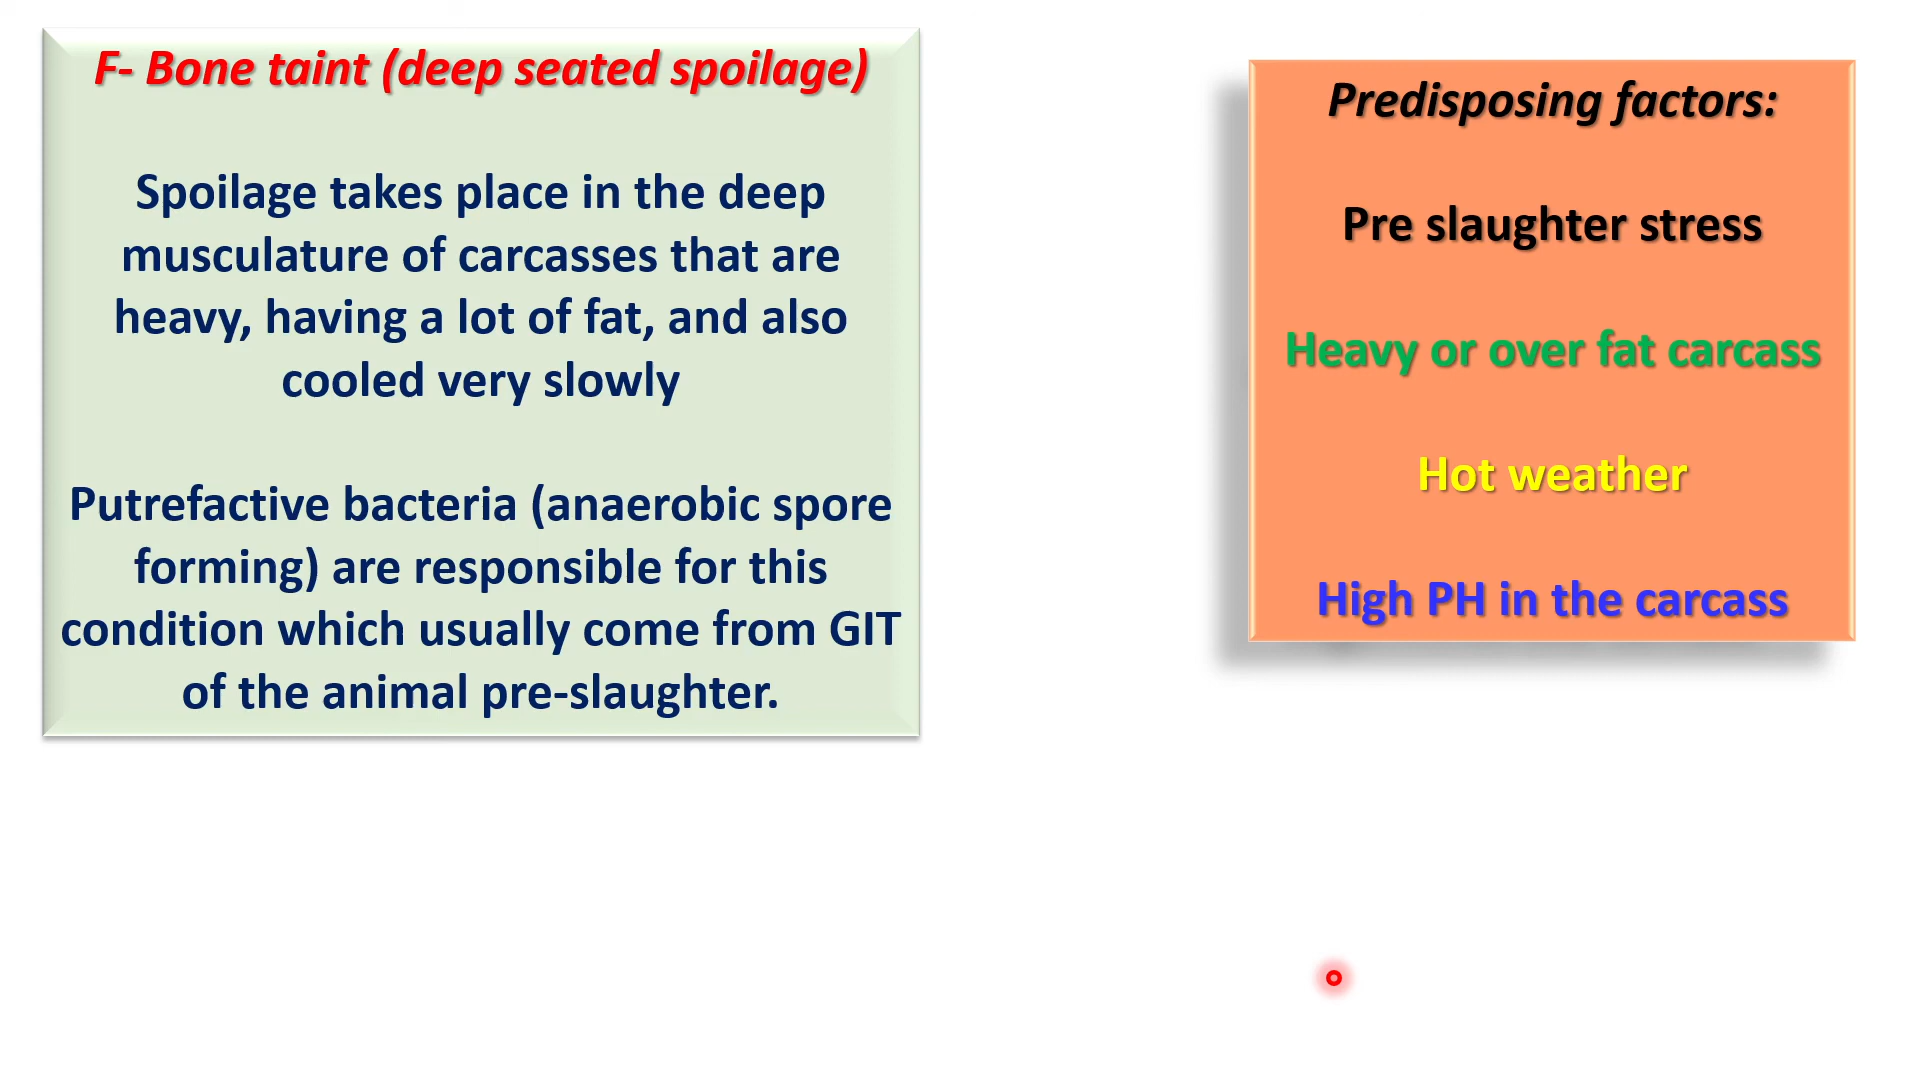 F- Bone taint (deep seated spoilage)
Spoilage takes place in the deep
musculature of carcasses that are
heavy, having a lot of fat, and also
cooled very slowly
Putrefactive bacteria (anaerobic spore
forming) are responsible for this
condition which usually come from GIT
of the animal pre-slaughter.
Predisposing factors:
Pre slaughter stress
Heavy or over fat carcass
Hot weather
High PH in the carcass